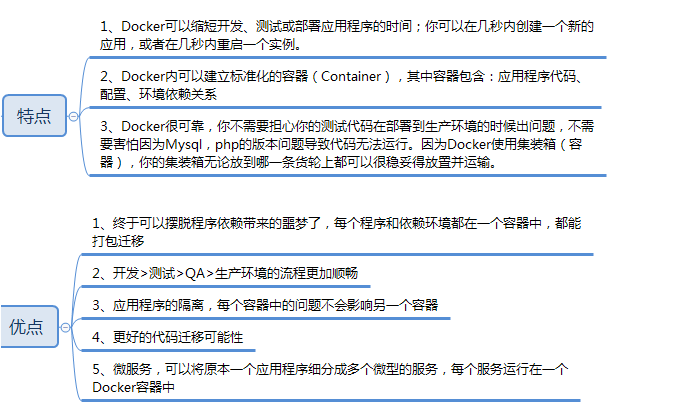 1、Docker可以缩短开发、测试或部署应用程序的时间；你可以在几秒内创建一个新的
应用，或者在几秒内重启一个实例。
2、Docker内可以建立标准化的容器（Container），其中容器包含：应用程序代码、
配置、环境依赖关系
特点
3、Docker很可靠，你不需要担心你的测试代码在部署到生产环境的时候出问题，不需
要害怕因为Mysql，php的版本问题导致代码无法运行。因为Docker使用集装箱（容
器），你的集装箱无论放到哪一条货轮上都可以很稳妥得放置并运输。
1、终于可以摆脱程序依赖带来的噩梦了，每个程序和依赖环境都在一个容器中，都能
打包迁移
2、开发>测试>QA>生产环境的流程更加顺畅
3、应用程序的隔离，每个容器中的问题不会影响另一个容器
优点
4、更好的代码迁移可能性
5、微服务，可以将原本一个应用程序细分成多个微型的服务，每个服务运行在一个
Docker容器中